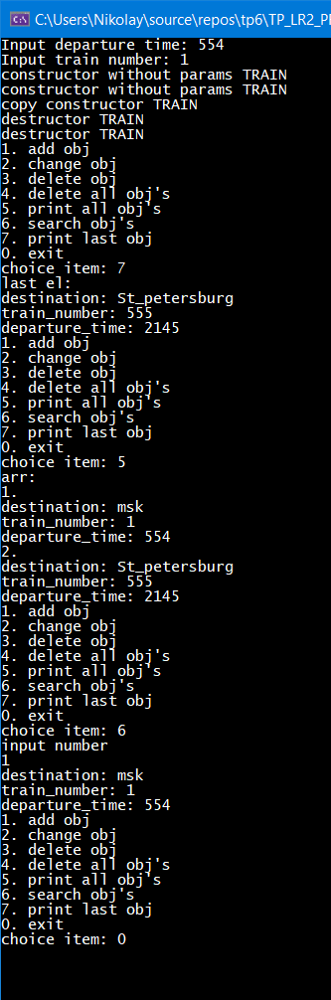 C:\Users\Nikolay\source\repos\tp6\TP_LR2_P
Input departure time: 554
Input train number: 1
constructor without params TRAIN
constructor without params TRAIN
copy constructor TRAIN
destructor TRAIN
destructor TRAIN
1. add obj
2. change obj
3. delete obj
4. delete all obj's
5. print all obj's
6. search obj's
7. print last obj
0. exit
choice item: 7
last el:
destination: St_petersburg
train_number: 555
departure_time: 2145
1. add obj
2. change obj
3. delete obj
4. delete all obj's
5. print all obj's
6. search obj's
7. print last obj
0. exit
choice item: 5
arr:
1.
destination: msk
train_number: 1
departure_time: 554
2.
destination: St_petersburg
train_number: 555
departure_time: 2145
1. add obj
2. change obj
3. delete obj
4. delete all obj's
5. print all obj's
6. search obj's
7. print last obj
0. exit
choice item: 6
input number
1
destination: msk
train_number: 1
departure_time: 554
1. add obj
2. change obj
3. delete obj
4. delete all obj's
5. print all obj's
6. search obj's
7. print last obj
0. exit
choice item: 0